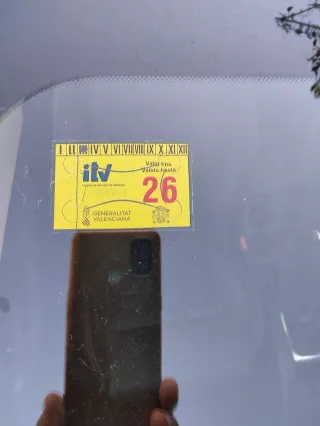 I II III IV V VI VII VIII IX X XI XII
itv
Vàlid fins
Válido hasta
26
GENERALITAT
VALENCIANA